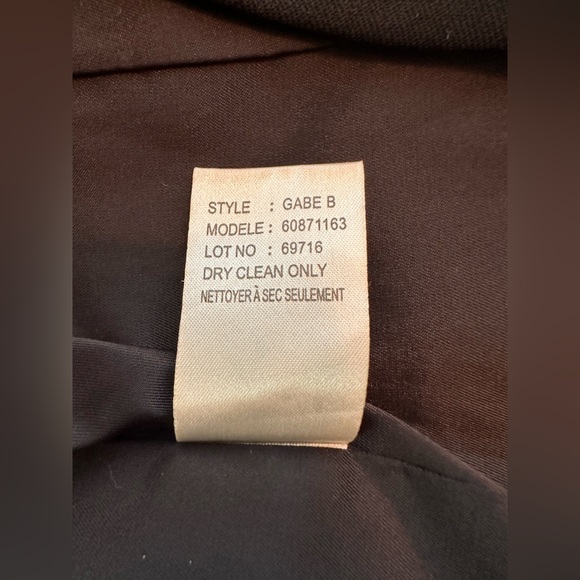 STYLE : GABE B
MODELE : 60871163
LOT NO : 69716
DRY CLEAN ONLY
NETTOYER À SEC SEULEMENT